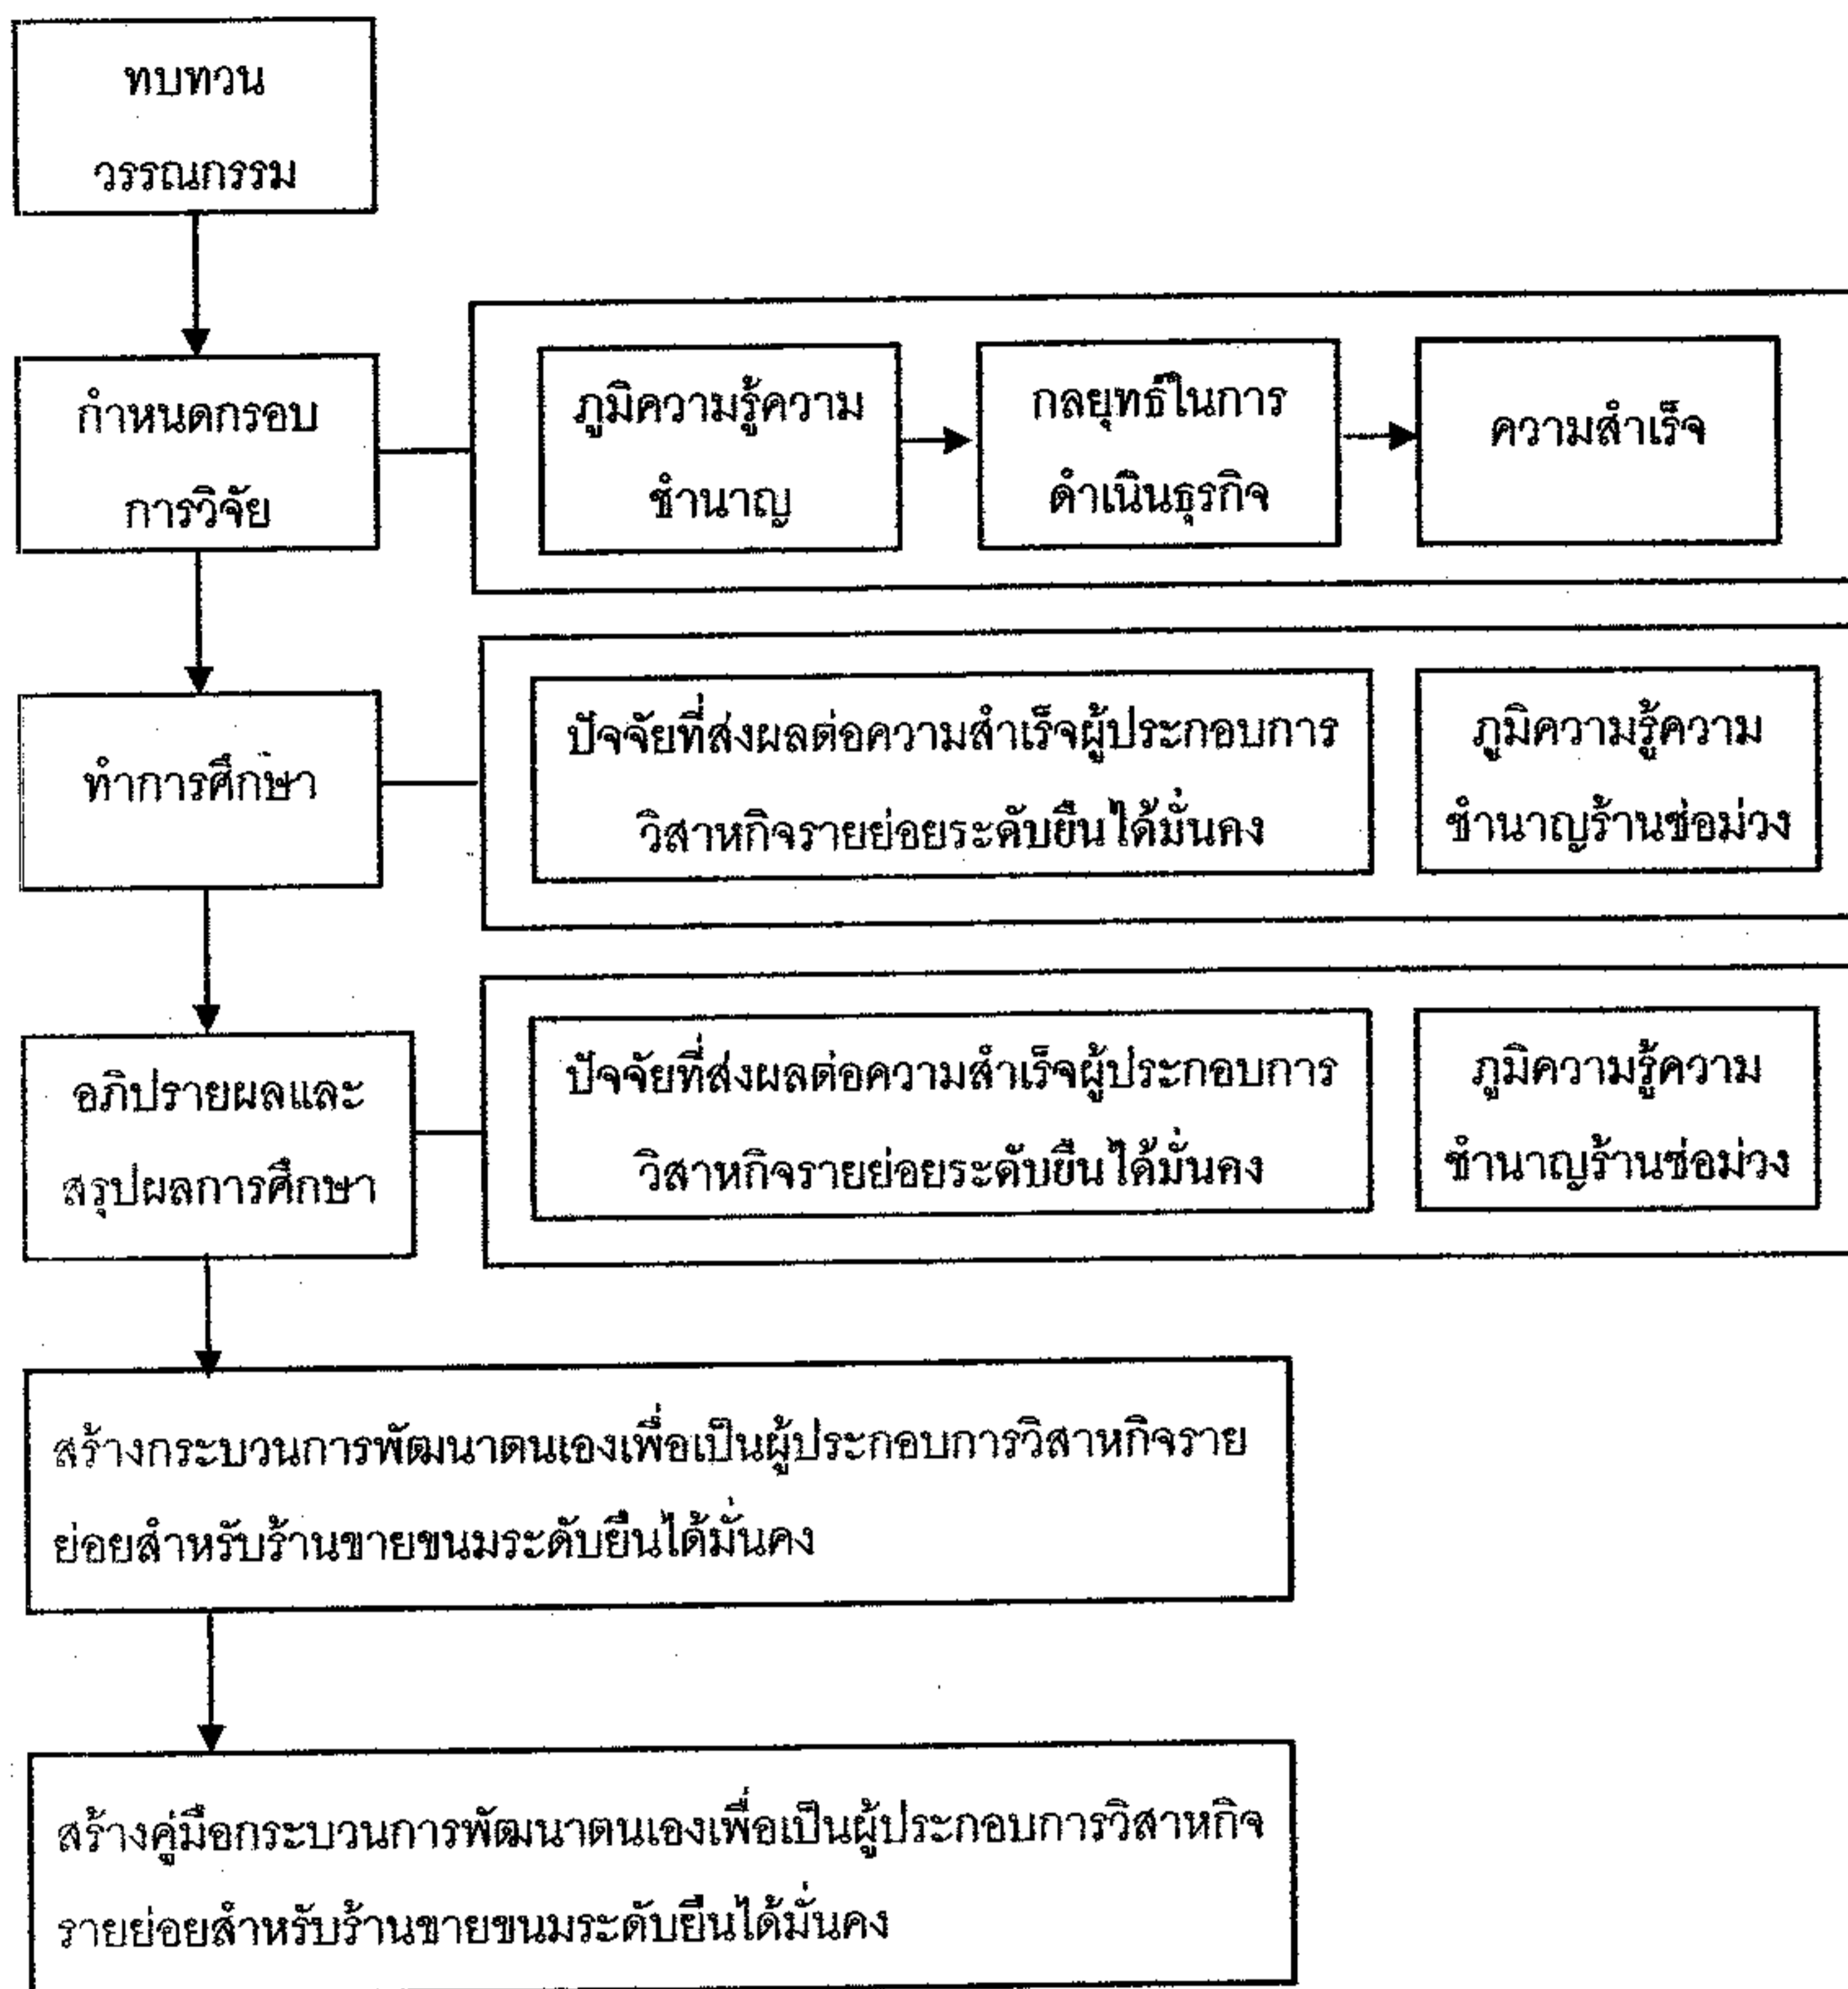 ทบทวน
วรรณกรรม
กำหนดกรอบ
การวิจัย
ภูมิความรู้ความ
ชำนาญ
กลยุทธ์ในการ
ดำเนินธุรกิจ
ความสำเร็จ
ทำการศึกษา
ปัจจัยที่ส่งผลต่อความสำเร็จผู้ประกอบการ
วิสาหกิจรายย่อยระดับยืนได้มั่นคง
ภูมิความรู้ความ
ชำนาญร้านช่อม่วง
อภิปรายผลและ
สรุปผลการศึกษา
ปัจจัยที่ส่งผลต่อความสำเร็จผู้ประกอบการ
วิสาหกิจรายย่อยระดับยืนได้มั่นคง
ภูมิความรู้ความ
ชำนาญร้านช่อม่วง
สร้างกระบวนการพัฒนาตนเองเพื่อเป็นผู้ประกอบการวิสาหกิจราย
ย่อยสำหรับร้านขายขนมระดับยืนได้มั่นคง
สร้างคู่มือกระบวนการพัฒนาตนเองเพื่อเป็นผู้ประกอบการวิสาหกิจ
รายย่อยสำหรับร้านขายขนมระดับยืนได้มั่นคง